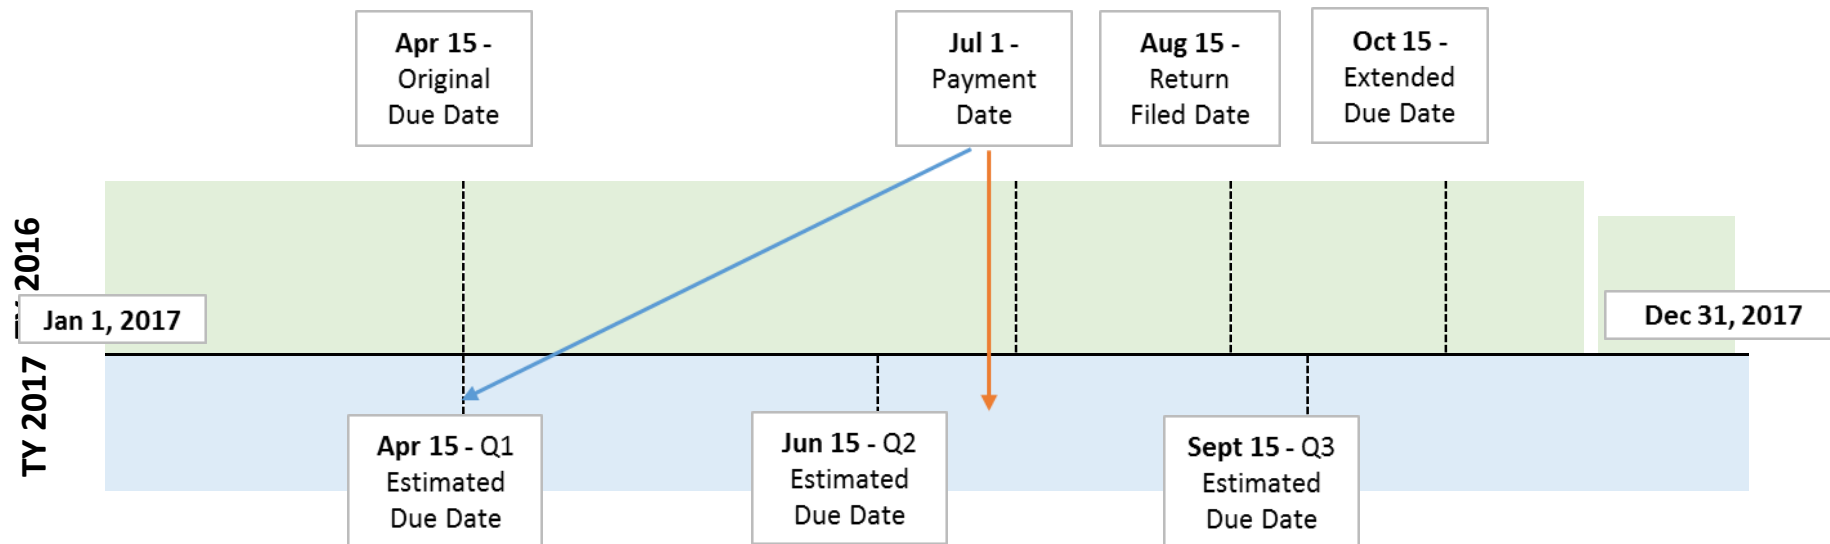 Apr 15 -
Original
Due Date
Jul 1 -
Payment
Date
Aug 15 -
Return
Filed Date
Oct 15 -
Extended
Due Date
2016
Jan 1, 2017
Dec 31, 2017
TY 2017
Apr 15 - Q1
Estimated
Due Date
Jun 15 - Q2
Estimated
Due Date
Sept 15 - Q3
Estimated
Due Date